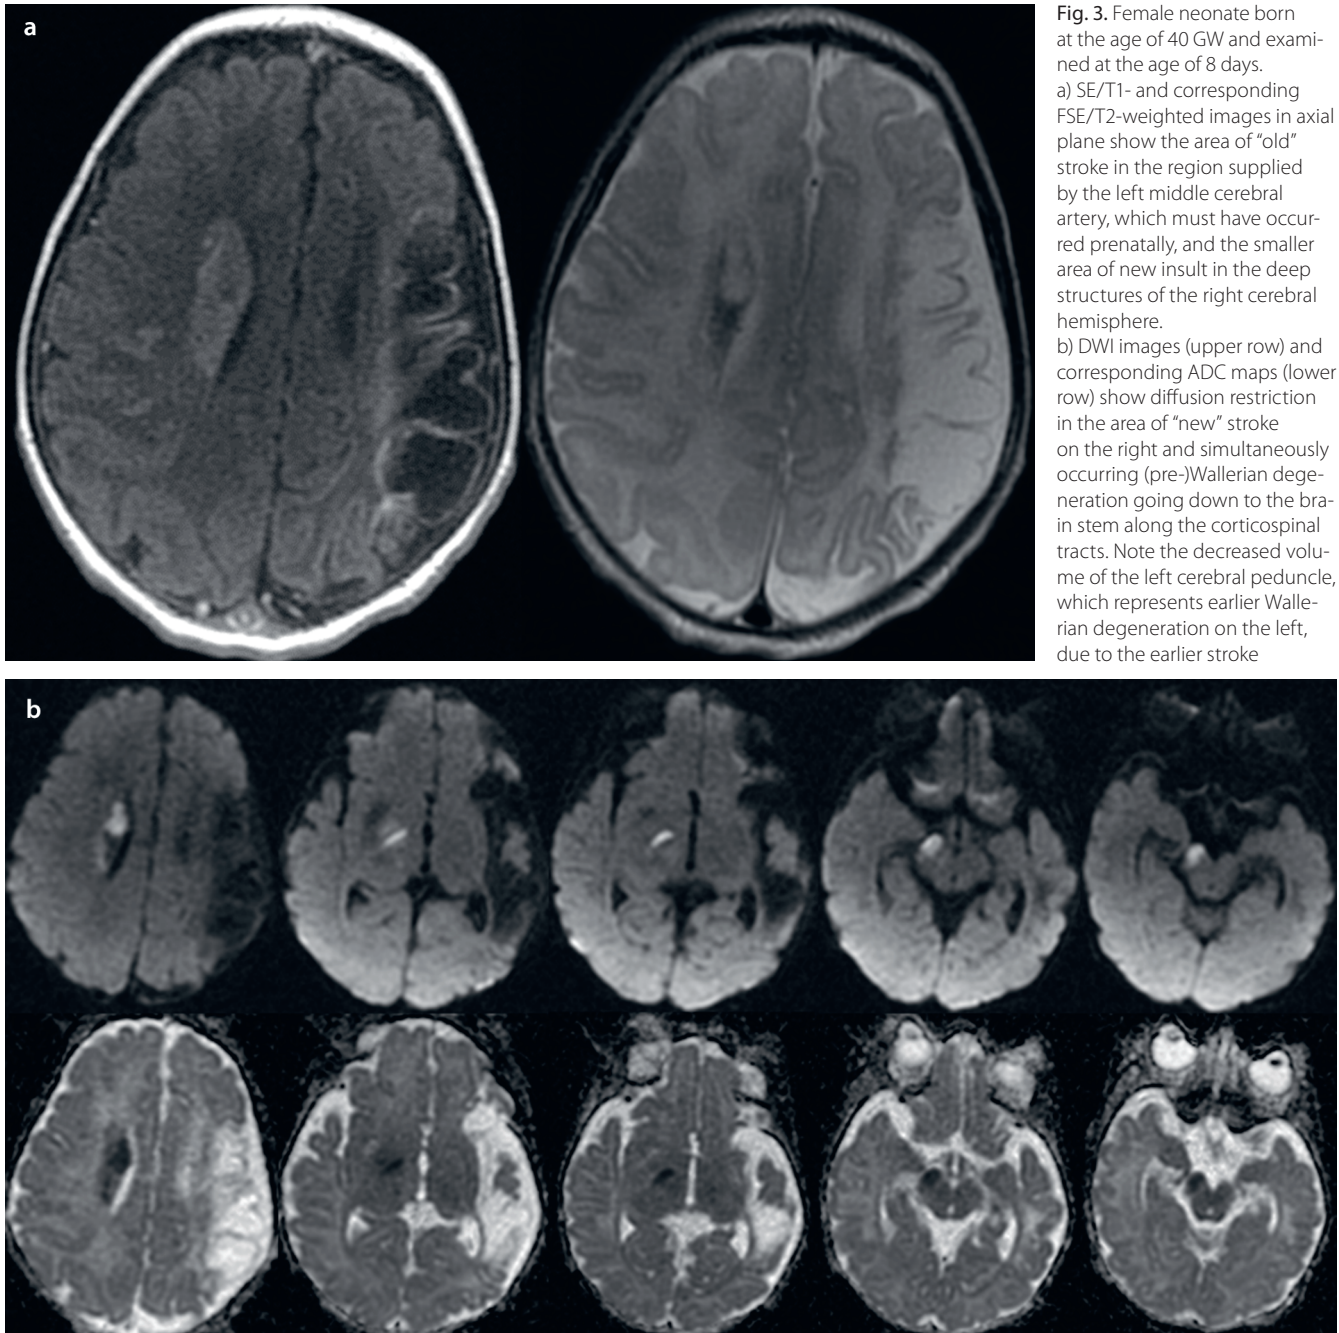 a
Fig. 3. Female neonate born
at the age of 40 GW and exami-
ned at the age of 8 days.
a) SE/T1- and corresponding
FSE/T2-weighted images in axial
plane show the area of “old”
stroke in the region supplied
by the left middle cerebral
artery, which must have occur-
red prenatally, and the smaller
area of new insult in the deep
structures of the right cerebral
hemisphere.
b) DWI images (upper row) and
corresponding ADC maps (lower
row) show diffusion restriction
in the area of “new” stroke
on the right and simultaneously
occurring (pre-)Wallerian dege-
neration going down to the bra-
in stem along the corticospinal
tracts. Note the decreased volu-
me of the left cerebral peduncle,
which represents earlier Walle-
rian degeneration on the left,
due to the earlier stroke
b